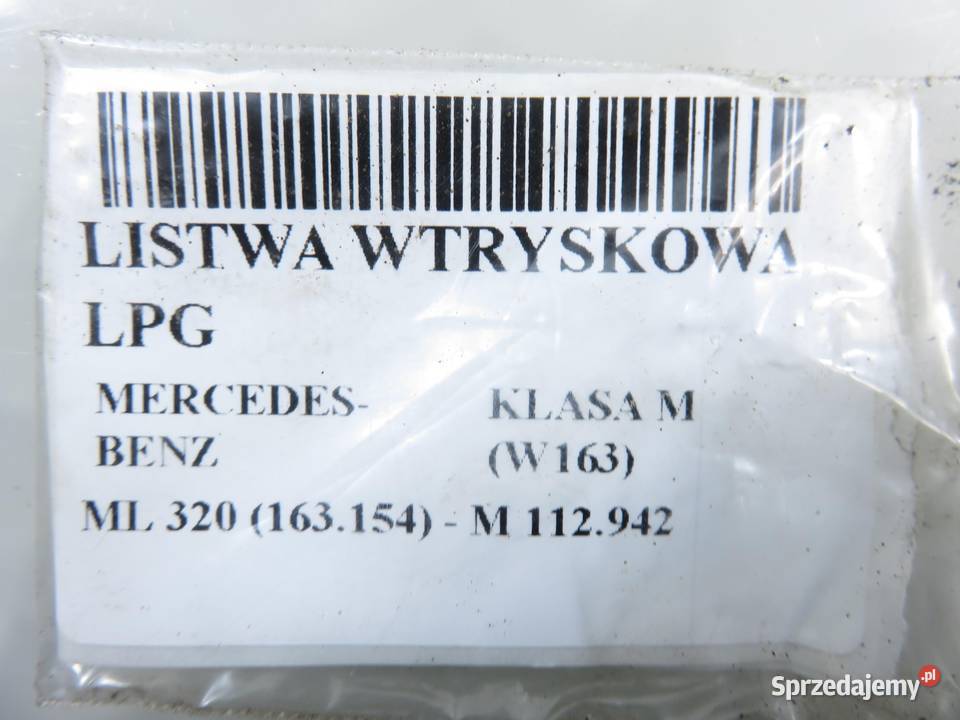 LISTWA WTRYSKOWA
LPG
MERCEDES-
BENZ
KLASA M
(W163)
ML 320 (163.154) - M 112.942
Sprzedajemy.pl